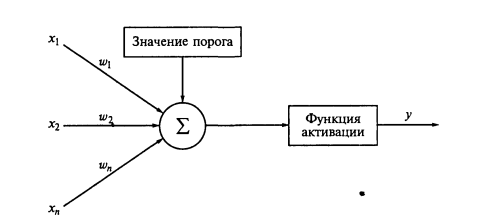 x1
Значение порога
w1
x2
w2
Σ
Функция
активации
y
wn
xn